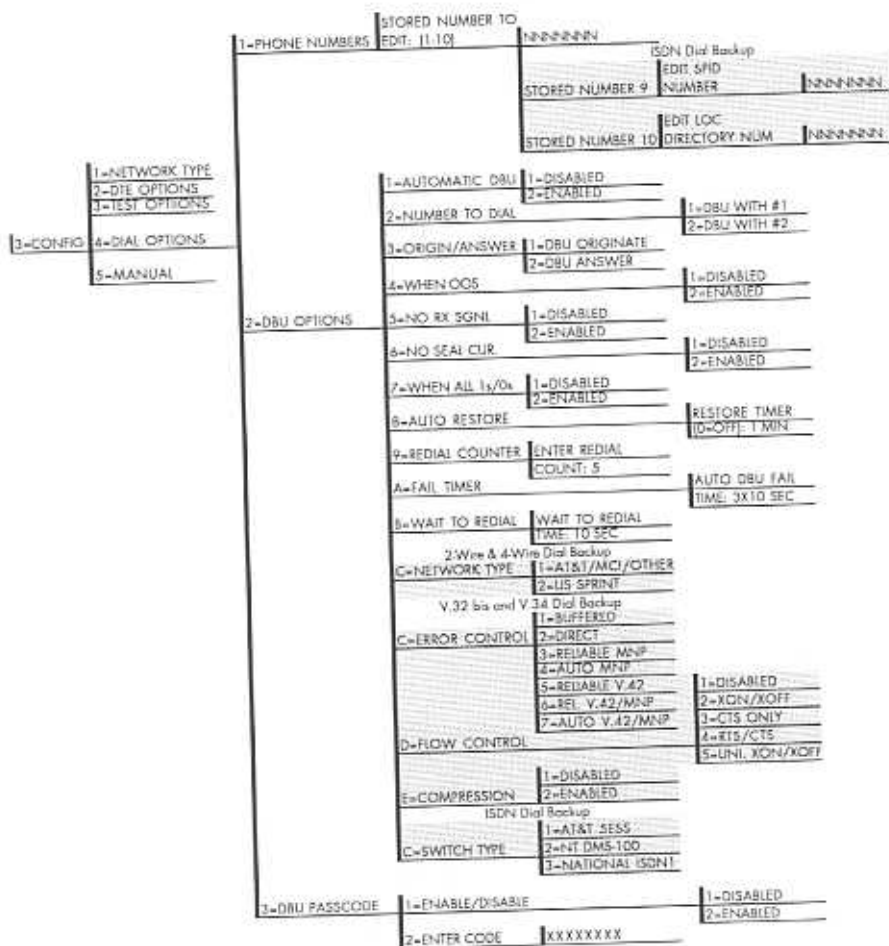 STORED NUMBER TO
1=PHONE NUMBERS EDIT: [1-10] NNNNNNN
ISDN Dial Backup
EDIT SPID
STORED NUMBER 9 NUMBER NNNNNNN
EDIT LOC
STORED NUMBER 10 DIRECTORY NUM NNNNNNN
1=NETWORK TYPE
2=DTE OPTIONS
3=TEST OPTIONS
3=CONFIG 4=DIAL OPTIONS
5=MANUAL
1=AUTOMATIC DBU 1=DISABLED
2=ENABLED
2=NUMBER TO DIAL 1=DBU WITH #1
2=DBU WITH #2
3=ORIGIN/ANSWER 1=DBU ORIGINATE
2=DBU ANSWER
4=WHEN OOS 1=DISABLED
2=ENABLED
2=DBU OPTIONS 5=NO RX SGNL 1=DISABLED
2=ENABLED
6=NO SEAL CUR. 1=DISABLED
2=ENABLED
7=WHEN ALL 1s/0s 1=DISABLED
2=ENABLED
8=AUTO RESTORE RESTORE TIMER
[0=OFF]: 1 MIN
9=REDIAL COUNTER ENTER REDIAL
COUNT: 5
A=FAIL TIMER AUTO DBU FAIL
TIME: 3X10 SEC
B=WAIT TO REDIAL WAIT TO REDIAL
TIME: 10 SEC
2-Wire & 4-Wire Dial Backup
C=NETWORK TYPE 1=AT&T/MCI/OTHER
2=US SPRINT
V.32 bis and V.34 Dial Backup
1=BUFFERED
C=ERROR CONTROL 2=DIRECT
3=RELIABLE MNP
4=AUTO MNP
5=RELIABLE V.42
6=REL. V.42/MNP
7=AUTO V.42/MNP
1=DISABLED
2=XON/XOFF
3=CTS ONLY
D=FLOW CONTROL 4=RTS/CTS
5=UNI. XON/XOFF
1=DISABLED
E=COMPRESSION 2=ENABLED
ISDN Dial Backup
1=AT&T 5ESS
C=SWITCH TYPE 2=NT DMS-100
3=NATIONAL ISDN1
3=DBU PASSCODE 1=ENABLE/DISABLE 1=DISABLED
2=ENABLED
2=ENTER CODE XXXXXXXX